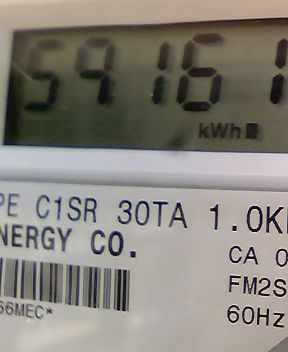 59161
kWh
PE C1SR 30TA 1.0K
NERGY CO.
CA 0
FM2S
60Hz
66MEC*